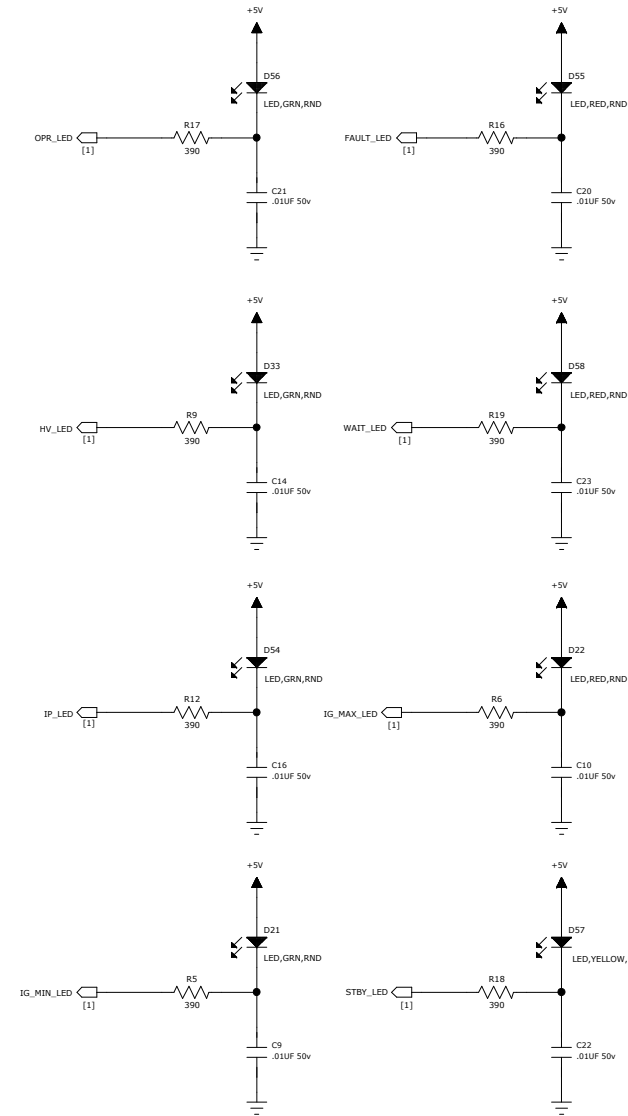 +5V
D56
LED,GRN,RND
R17
OPR_LED
[1]
390
C21
.01UF 50v
+5V
D55
LED,RED,RND
R16
FAULT_LED
[1]
390
C20
.01UF 50v
+5V
D33
LED,GRN,RND
R9
HV_LED
[1]
390
C14
.01UF 50v
+5V
D58
LED,RED,RND
R19
WAIT_LED
[1]
390
C23
.01UF 50v
+5V
D54
LED,GRN,RND
R12
IP_LED
[1]
390
C16
.01UF 50v
+5V
D22
LED,RED,RND
R6
IG_MAX_LED
[1]
390
C10
.01UF 50v
+5V
D21
LED,GRN,RND
R5
IG_MIN_LED
[1]
390
C9
.01UF 50v
+5V
D57
LED,YELLOW,
R18
STBY_LED
[1]
390
C22
.01UF 50v